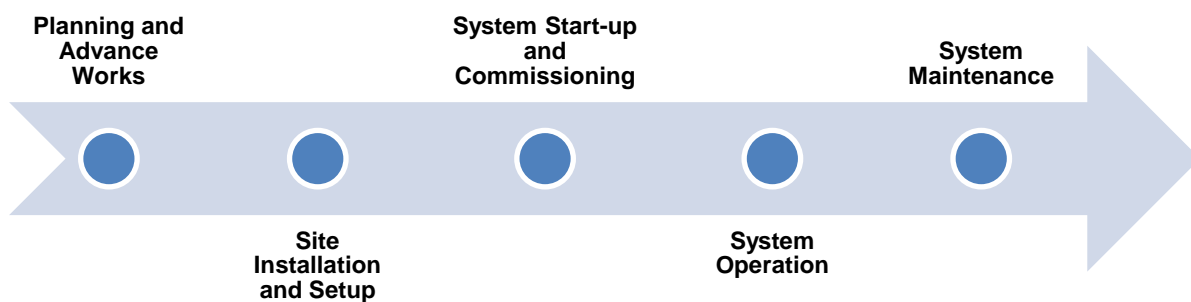 Planning and
Advance
Works
Site
Installation
and Setup
System Start-up
and
Commissioning
System
Operation
System
Maintenance